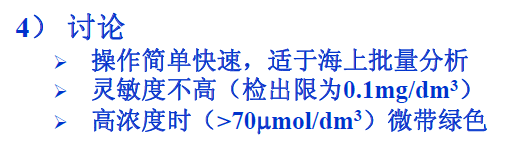 4） 讨论
➢ 操作简单快速，适于海上批量分析
➢ 灵敏度不高（检出限为0.1mg/dm³）
➢ 高浓度时（>70μmol/dm³）微带绿色